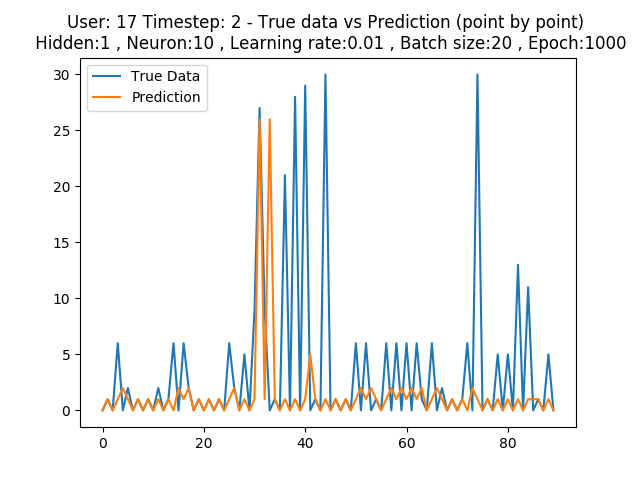 User: 17 Timestep: 2 - True data vs Prediction (point by point)
Hidden:1 , Neuron:10 , Learning rate:0.01 , Batch size:20 , Epoch:1000
True Data
Prediction
30
25
20
15
10
5
0
0 20 40 60 80